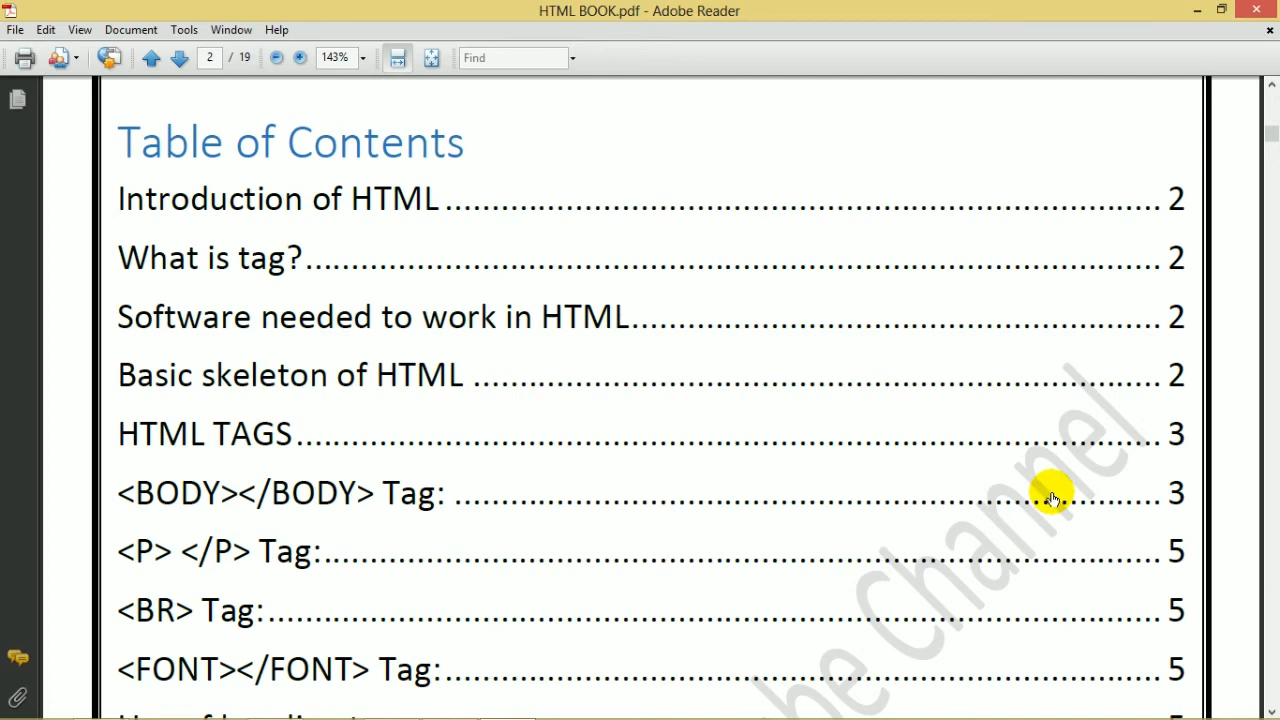 HTML BOOK.pdf - Adobe Reader
File Edit View Document Tools Window Help
2 / 19 143% Find
Table of Contents
Introduction of HTML 2
What is tag? 2
Software needed to work in HTML 2
Basic skeleton of HTML 2
HTML TAGS 3
<BODY></BODY> Tag: 3
<P> </P> Tag: 5
<BR> Tag: 5
<FONT></FONT> Tag: 5
he Channel